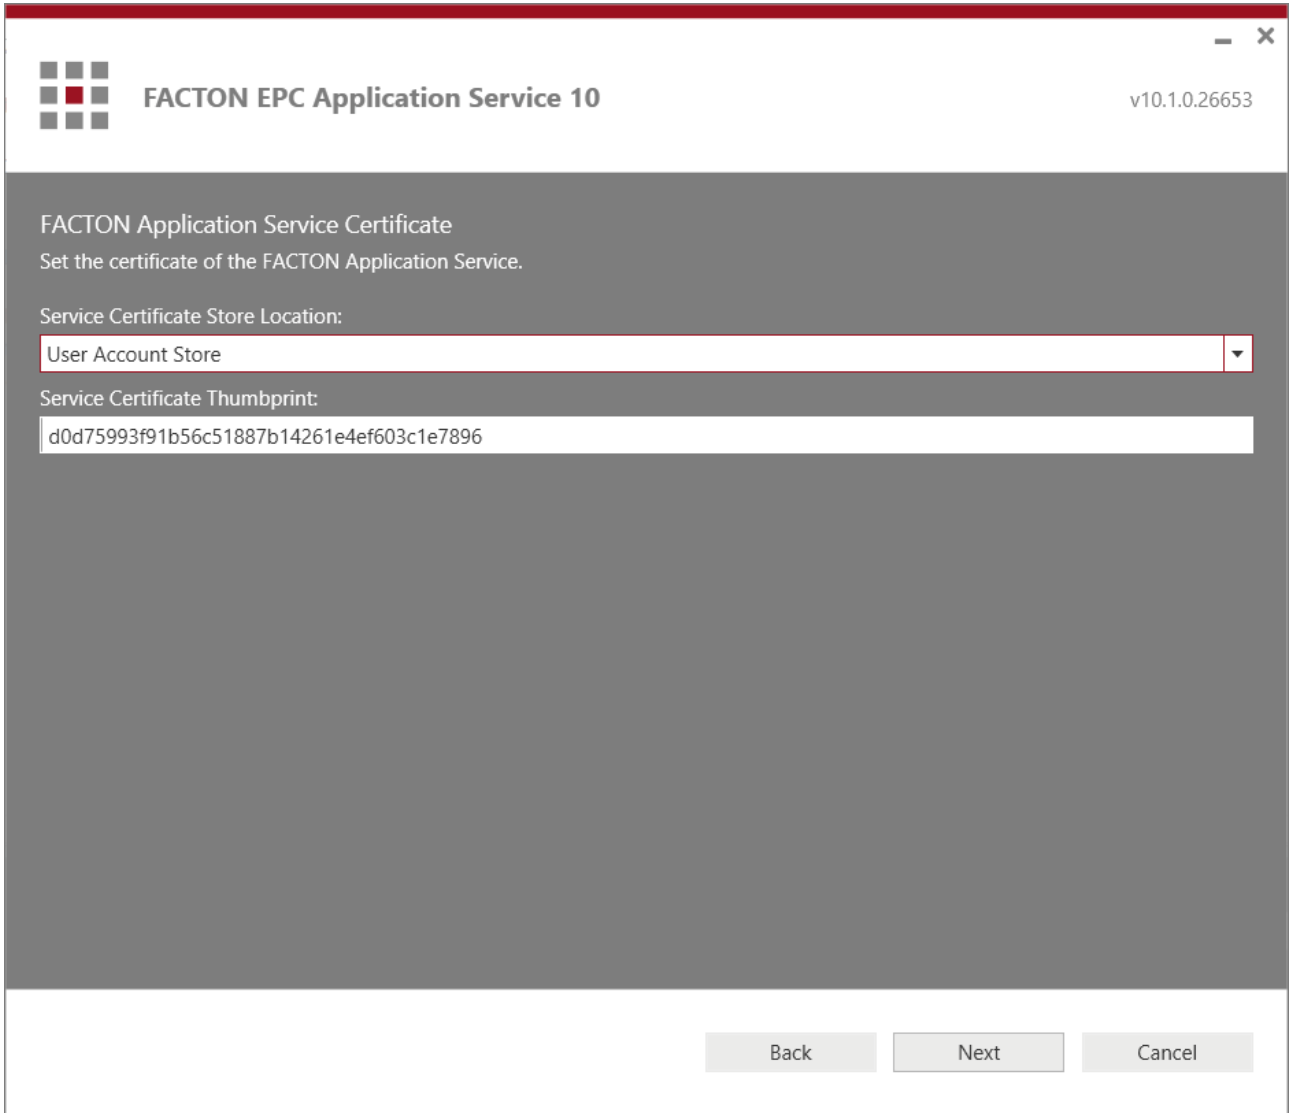 FACTON EPC Application Service 10
v10.1.0.26653
FACTON Application Service Certificate
Set the certificate of the FACTON Application Service.
Service Certificate Store Location:
User Account Store
Service Certificate Thumbprint:
d0d75993f91b56c51887b14261e4ef603c1e7896
Back
Next
Cancel